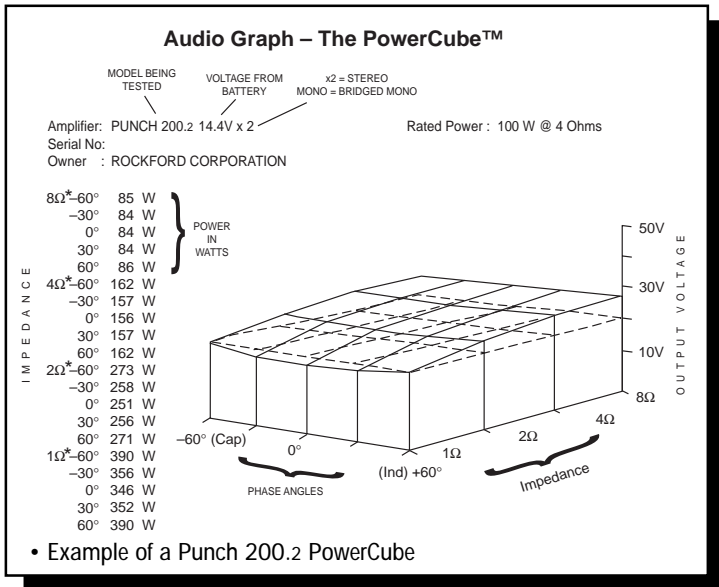 Audio Graph – The PowerCube™
MODEL BEING TESTED
VOLTAGE FROM BATTERY
x2 = STEREO
MONO = BRIDGED MONO
Amplifier: PUNCH 200.2 14.4V x 2
Rated Power : 100 W @ 4 Ohms
Serial No:
Owner : ROCKFORD CORPORATION
IMPEDANCE
8Ω*–60° 85 W
–30° 84 W
0° 84 W
30° 84 W
60° 86 W
4Ω*–60° 162 W
–30° 157 W
0° 156 W
30° 157 W
60° 162 W
2Ω*–60° 273 W
–30° 258 W
0° 251 W
30° 256 W
60° 271 W
1Ω*–60° 390 W
–30° 356 W
0° 346 W
30° 352 W
60° 390 W
POWER
IN
WATTS
50V
30V
10V
OUTPUT VOLTAGE
8Ω
4Ω
2Ω
1Ω
Impedance
–60° (Cap)
0°
(Ind) +60°
PHASE ANGLES
• Example of a Punch 200.2 PowerCube